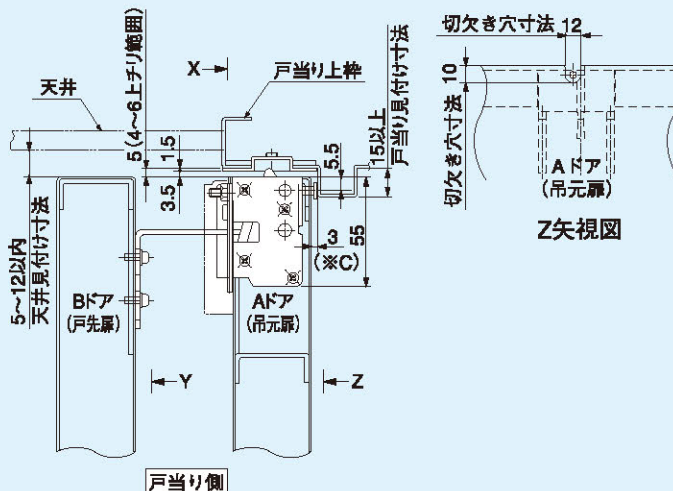 切欠き穴寸法 12
10
切欠き穴寸法
Aドア
(吊元扉)
Z矢視図
X
戸当り上枠
天井
5(4〜6上チリ範囲)
1.5
3.5
5.5
15以上
戸当り見付け寸法
55
3
(※C)
5〜12以内
天井見付け寸法
Bドア
(戸先扉)
Aドア
(吊元扉)
Y
Z
戸当り側